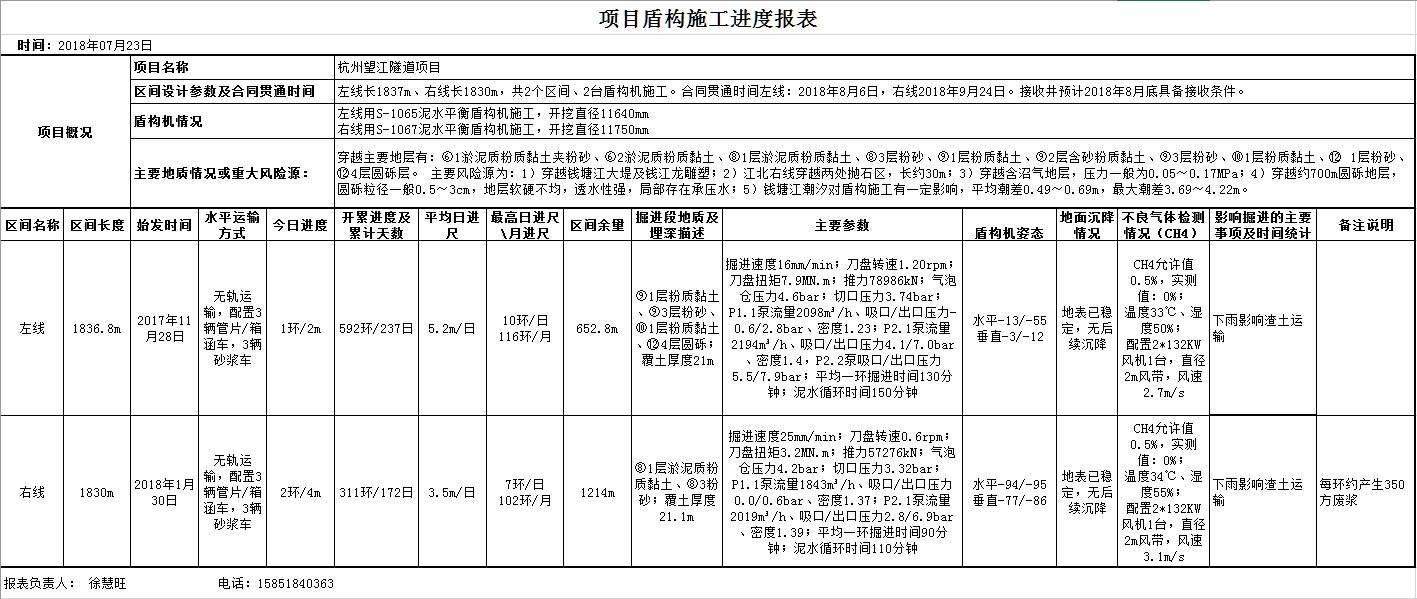 项目盾构施工进度报表
时间：2018年07月23日
项目概况
项目名称
杭州望江隧道项目
区间设计参数及合同贯通时间
左线长1837m、右线长1830m，共2个区间、2台盾构机施工。合同贯通时间左线：2018年8月6日，右线2018年9月24日。接收井预计2018年8月底具备接收条件。
盾构机情况
左线用S-1065泥水平衡盾构机施工，开挖直径11640mm
右线用S-1067泥水平衡盾构机施工，开挖直径11750mm
主要地质情况或重大风险源：
穿越主要地层有：⑥1淤泥质粉质黏土夹粉砂、⑥2淤泥质粉质黏土、⑧1层淤泥质粉质黏土、⑧3层粉砂、⑨1层粉质黏土、⑨2层含砂粉质黏土、⑨3层粉砂、⑩1层粉质黏土、⑫ 1层粉砂、
⑫4层圆砾层。 主要风险源为：1）穿越钱塘江大堤及钱江龙雕塑；2）江北右线穿越两处抛石区，长约30m；3）穿越含沼气地层，压力一般为0.05～0.17MPa；4）穿越约700m圆砾地层，
圆砾粒径一般0.5～3cm，地层软硬不均，透水性强，局部存在承压水；5）钱塘江潮汐对盾构施工有一定影响，平均潮差0.49～0.69m，最大潮差3.69～4.22m。
区间名称
区间长度
始发时间
水平运输
方式
今日进度
开累进度及
累计天数
平均日进
尺
最高日进尺
\月进尺
区间余量
掘进段地质及
埋深描述
主要参数
盾构机姿态
地面沉降
情况
不良气体检测
情况（CH4）
影响掘进的主要
事项及时间统计
备注说明
左线
1836.8m
2017年11
月28日
无轨运
输，配置3
辆管片/箱
涵车，3辆
砂浆车
1环/2m
592环/237日
5.2m/日
10环/日
116环/月
652.8m
⑨1层粉质黏土
、⑨3层粉砂、
⑩1层粉质黏土
、⑫4层圆砾；
覆土厚度21m
掘进速度16mm/min；刀盘转速1.20rpm；
刀盘扭矩7.9MN.m；推力78986kN；气泡
仓压力4.6bar；切口压力3.74bar；
P1.1泵流量2098m³/h、吸口/出口压力-
0.6/2.8bar、密度1.23；P2.1泵流量
2194m³/h、吸口/出口压力4.1/7.0bar
、密度1.4，P2.2泵吸口/出口压力
5.5/7.9bar；平均一环掘进时间130分
钟；泥水循环时间150分钟
水平-13/-55
垂直-3/-12
地表已稳
定，无后
续沉降
CH4允许值
0.5%，实测
值：0%；
温度33℃、湿
度50%；
配置2*132KW
风机1台，直径
2m风带，风速
2.7m/s
下雨影响渣土运
输
右线
1830m
2018年1月
30日
无轨运
输，配置3
辆管片/箱
涵车，3辆
砂浆车
2环/4m
311环/172日
3.5m/日
7环/日
102环/月
1214m
⑧1层淤泥质粉
质黏土、⑧3粉
砂；覆土厚度
21.1m
掘进速度25mm/min；刀盘转速0.6rpm；
刀盘扭矩3.2MN.m；推力57276kN；气泡
仓压力4.2bar；切口压力3.32bar；
P1.1泵流量1843m³/h、吸口/出口压力
0.0/0.6bar、密度1.37；P2.1泵流量
2019m³/h、吸口/出口压力2.8/6.9bar
、密度1.39；平均一环掘进时间90分
钟；泥水循环时间110分钟
水平-94/-95
垂直-77/-86
地表已稳
定，无后
续沉降
CH4允许值
0.5%，实测
值：0%；
温度34℃、湿
度55%；
配置2*132KW
风机1台，直径
2m风带，风速
3.1m/s
下雨影响渣土运
输
每环约产生350
方废浆
报表负责人： 徐慧旺 电话：15851840363